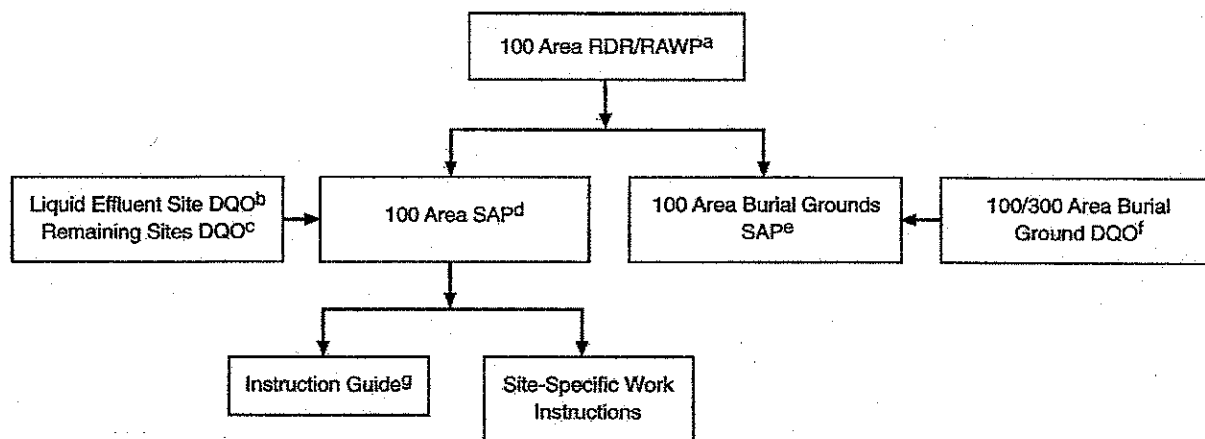 100 Area RDR/RAWPᵃ
Liquid Effluent Site DQOᵇ
Remaining Sites DQOᶜ
100 Area SAPᵈ
100 Area Burial Grounds
SAPᵉ
100/300 Area Burial
Ground DQOᶠ
Instruction Guideᵍ
Site-Specific Work
Instructions